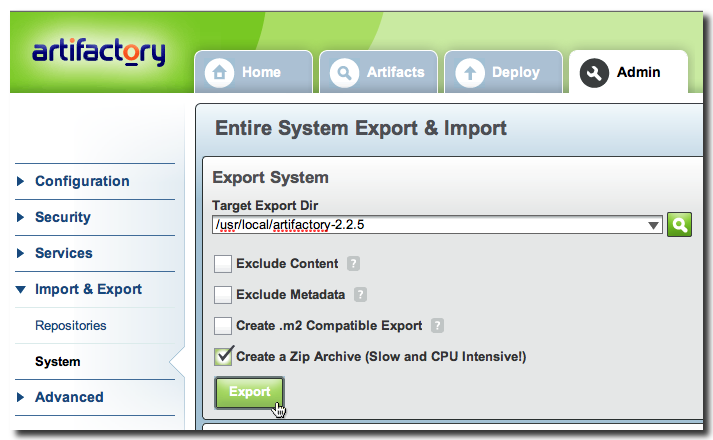 artifactory
Home
Artifacts
Deploy
Admin
Configuration
Security
Services
Import & Export
Repositories
System
Advanced
Entire System Export & Import
Export System
Target Export Dir
/usr/local/artifactory-2.2.5
Exclude Content ?
Exclude Metadata ?
Create .m2 Compatible Export ?
Create a Zip Archive (Slow and CPU Intensive!)
Export